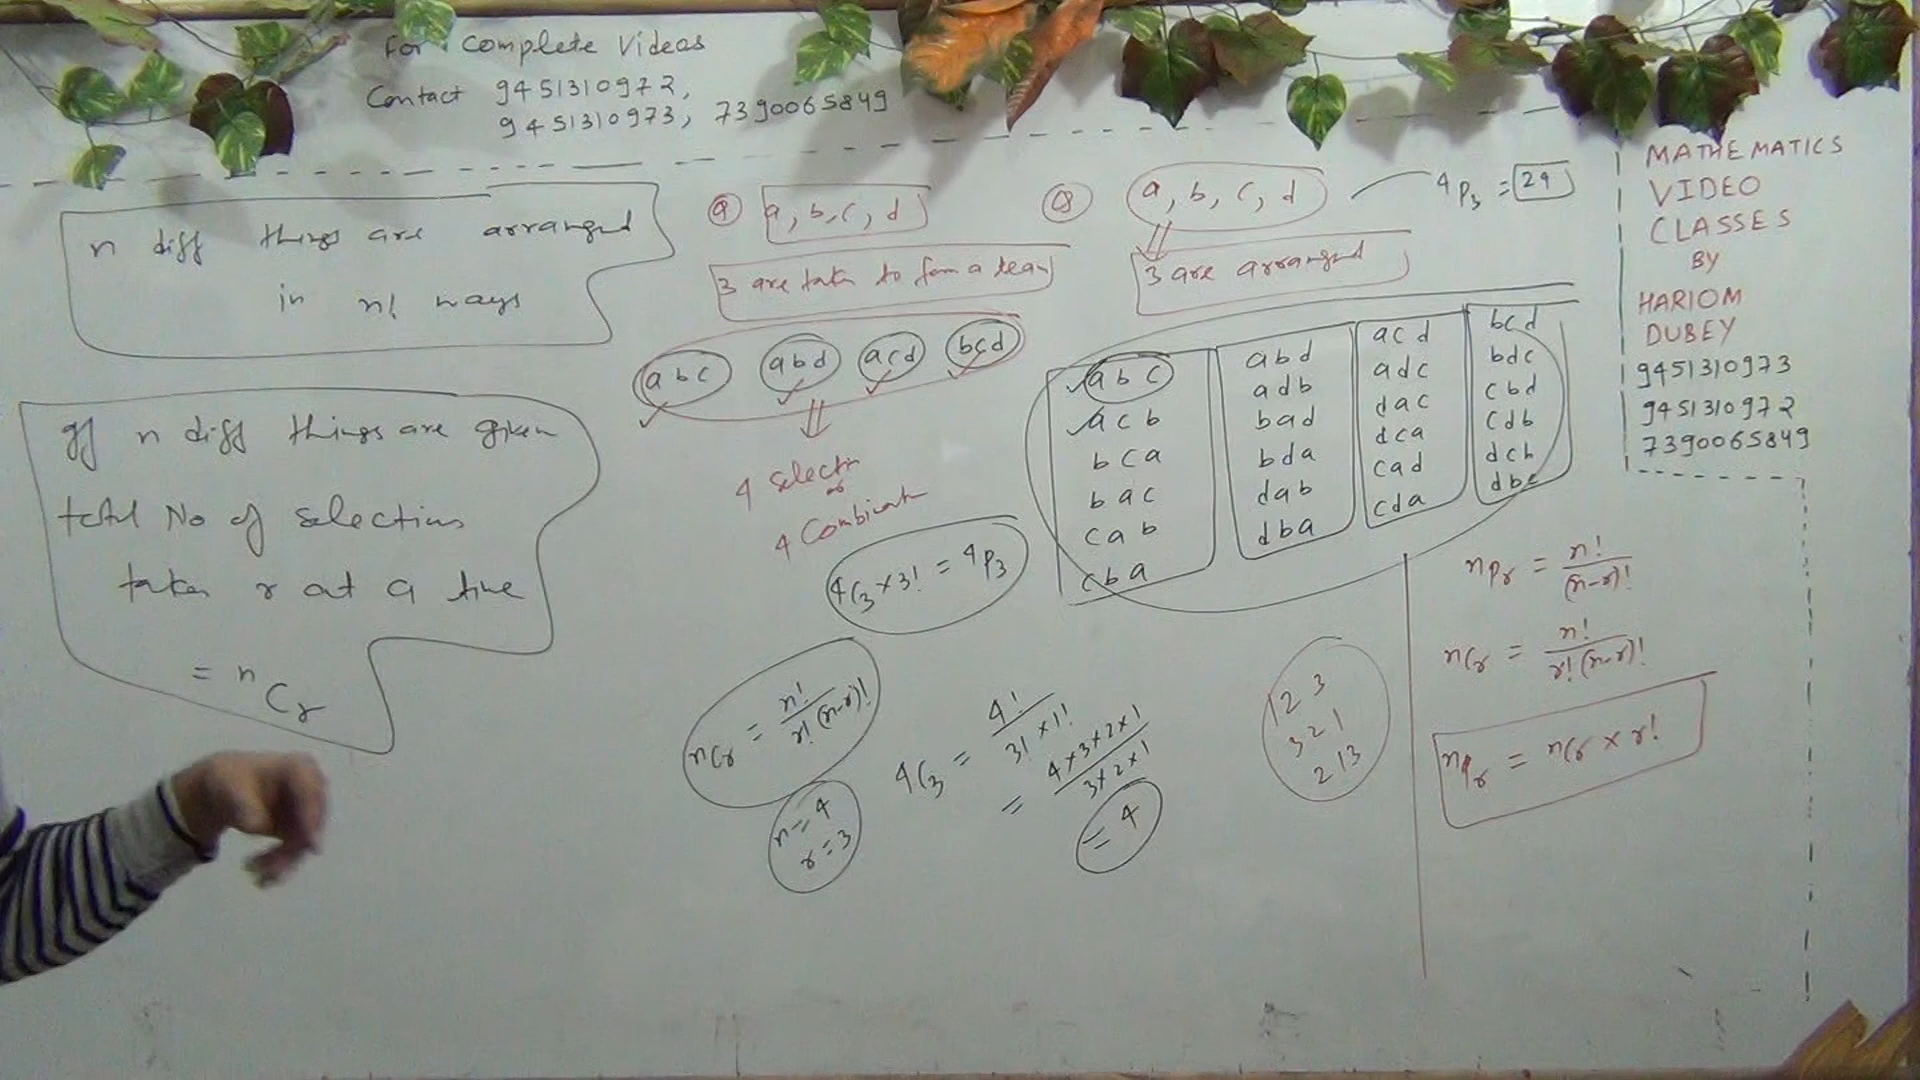 For Complete Videos
Contact 9451310972,
9451310973, 7390065849
n diff things are arranged
in n! ways
If n diff things are given
total No of selections
taken r at a time
= nCr
Q a, b, c, d
3 are taken to form a team
abc abd acd bcd
4 Selectn
or
4 Combinatn
4C3 × 3! = 4P3
nCr = n!/r!(n-r)!
n = 4
r = 3
4C3 = 4!/3! × 1!
= 4×3×2×1/3×2×1
= 4
Q a, b, c, d
4P3 = 24
3 are arranged
abc
acb
bca
bac
cab
cba
abd
adb
bad
bda
dab
dba
acd
adc
dac
dca
cad
cda
bcd
bdc
cbd
cdb
dcb
dbc
1 2 3
3 2 1
2 1 3
nPr = n!/(n-r)!
nCr = n!/r!(n-r)!
nPr = nCr × r!
MATHEMATICS
VIDEO
CLASSES
BY
HARIOM
DUBEY
9451310973
9451310972
7390065849